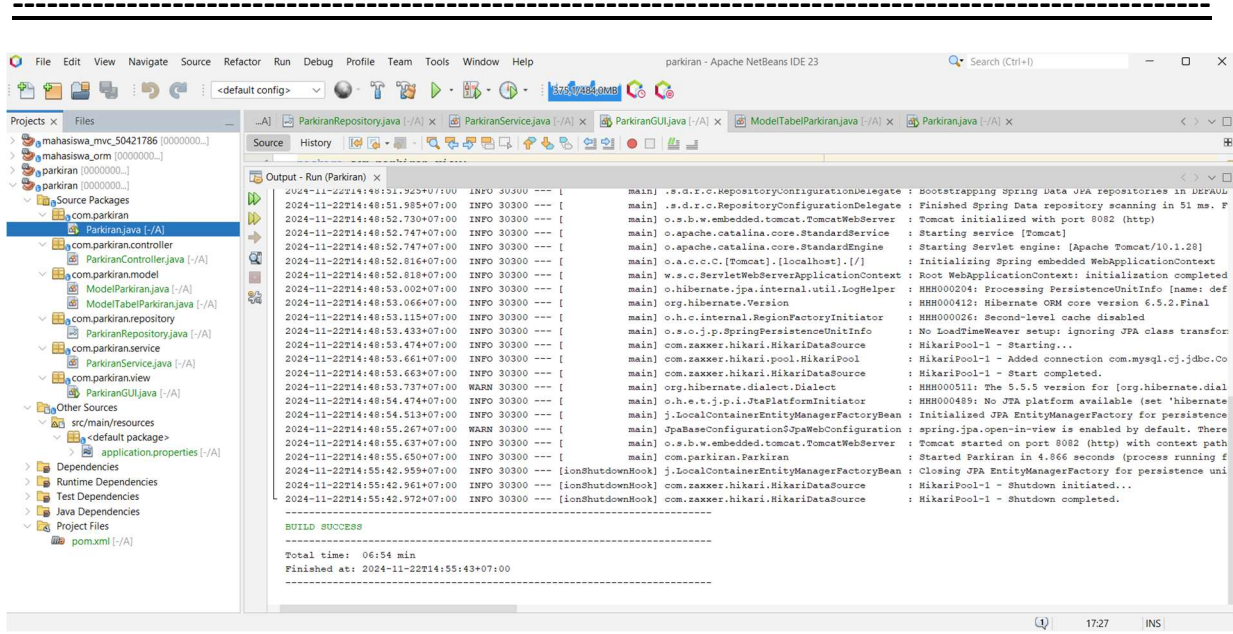 File Edit View Navigate Source Refactor Run Debug Profile Team Tools Window Help parkiran - Apache NetBeans IDE 23 Search (Ctrl+I)
<default config> 375,1/484,0MB
Projects Files
...A] ParkiranRepository.java [-/A] ParkiranService.java [-/A] ParkiranGUI.java [-/A] ModelTabelParkiran.java [-/A] Parkiran.java [-/A]
Source History
mahasiswa_mvc_50421786 [0000000...]
mahasiswa_orm [0000000...]
parkiran [0000000...]
parkiran [0000000...]
Source Packages
com.parkiran
Parkiran.java [-/A]
com.parkiran.controller
ParkiranController.java [-/A]
com.parkiran.model
ModelParkiran.java [-/A]
ModelTabelParkiran.java [-/A]
com.parkiran.repository
ParkiranRepository.java [-/A]
com.parkiran.service
ParkiranService.java [-/A]
com.parkiran.view
ParkiranGUI.java [-/A]
Other Sources
src/main/resources
<default package>
application.properties [-/A]
Dependencies
Runtime Dependencies
Test Dependencies
Java Dependencies
Project Files
pom.xml [-/A]
Output - Run (Parkiran)
2024-11-22T14:48:51.925+07:00 INFO 30300 --- [ main] .s.d.r.c.RepositoryConfigurationDelegate : Bootstrapping Spring Data JPA repositories in DEFAUL
2024-11-22T14:48:51.985+07:00 INFO 30300 --- [ main] .s.d.r.c.RepositoryConfigurationDelegate : Finished Spring Data repository scanning in 51 ms. F
2024-11-22T14:48:52.730+07:00 INFO 30300 --- [ main] o.s.b.w.embedded.tomcat.TomcatWebServer : Tomcat initialized with port 8082 (http)
2024-11-22T14:48:52.747+07:00 INFO 30300 --- [ main] o.apache.catalina.core.StandardService : Starting service [Tomcat]
2024-11-22T14:48:52.747+07:00 INFO 30300 --- [ main] o.apache.catalina.core.StandardEngine : Starting Servlet engine: [Apache Tomcat/10.1.28]
2024-11-22T14:48:52.816+07:00 INFO 30300 --- [ main] o.a.c.c.C.[Tomcat].[localhost].[/] : Initializing Spring embedded WebApplicationContext
2024-11-22T14:48:52.818+07:00 INFO 30300 --- [ main] w.s.c.ServletWebServerApplicationContext : Root WebApplicationContext: initialization completed
2024-11-22T14:48:53.002+07:00 INFO 30300 --- [ main] o.hibernate.jpa.internal.util.LogHelper : HHH000204: Processing PersistenceUnitInfo [name: def
2024-11-22T14:48:53.066+07:00 INFO 30300 --- [ main] org.hibernate.Version : HHH000412: Hibernate ORM core version 6.5.2.Final
2024-11-22T14:48:53.115+07:00 INFO 30300 --- [ main] o.h.c.internal.RegionFactoryInitiator : HHH000026: Second-level cache disabled
2024-11-22T14:48:53.433+07:00 INFO 30300 --- [ main] o.s.o.j.p.SpringPersistenceUnitInfo : No LoadTimeWeaver setup: ignoring JPA class transfor
2024-11-22T14:48:53.474+07:00 INFO 30300 --- [ main] com.zaxxer.hikari.HikariDataSource : HikariPool-1 - Starting...
2024-11-22T14:48:53.661+07:00 INFO 30300 --- [ main] com.zaxxer.hikari.pool.HikariPool : HikariPool-1 - Added connection com.mysql.cj.jdbc.Co
2024-11-22T14:48:53.663+07:00 INFO 30300 --- [ main] com.zaxxer.hikari.HikariDataSource : HikariPool-1 - Start completed.
2024-11-22T14:48:53.737+07:00 WARN 30300 --- [ main] org.hibernate.dialect.Dialect : HHH000511: The 5.5.5 version for [org.hibernate.dial
2024-11-22T14:48:54.474+07:00 INFO 30300 --- [ main] o.h.e.t.j.p.i.JtaPlatformInitiator : HHH000489: No JTA platform available (set 'hibernate
2024-11-22T14:48:54.513+07:00 INFO 30300 --- [ main] j.LocalContainerEntityManagerFactoryBean : Initialized JPA EntityManagerFactory for persistence
2024-11-22T14:48:55.267+07:00 WARN 30300 --- [ main] JpaBaseConfiguration$JpaWebConfiguration : spring.jpa.open-in-view is enabled by default. There
2024-11-22T14:48:55.640+07:00 INFO 30300 --- [ main] o.s.b.w.embedded.tomcat.TomcatWebServer : Tomcat started on port 8082 (http) with context path
2024-11-22T14:48:55.650+07:00 INFO 30300 --- [ main] com.parkiran.Parkiran : Started Parkiran in 4.866 seconds (process running f
2024-11-22T14:55:42.959+07:00 INFO 30300 --- [ionShutdownHook] j.LocalContainerEntityManagerFactoryBean : Closing JPA EntityManagerFactory for persistence uni
2024-11-22T14:55:42.961+07:00 INFO 30300 --- [ionShutdownHook] com.zaxxer.hikari.HikariDataSource : HikariPool-1 - Shutdown initiated...
2024-11-22T14:55:42.972+07:00 INFO 30300 --- [ionShutdownHook] com.zaxxer.hikari.HikariDataSource : HikariPool-1 - Shutdown completed.
------------------------------------------------------------------------
BUILD SUCCESS
------------------------------------------------------------------------
Total time: 06:54 min
Finished at: 2024-11-22T14:55:43+07:00
------------------------------------------------------------------------
1 17:27 INS